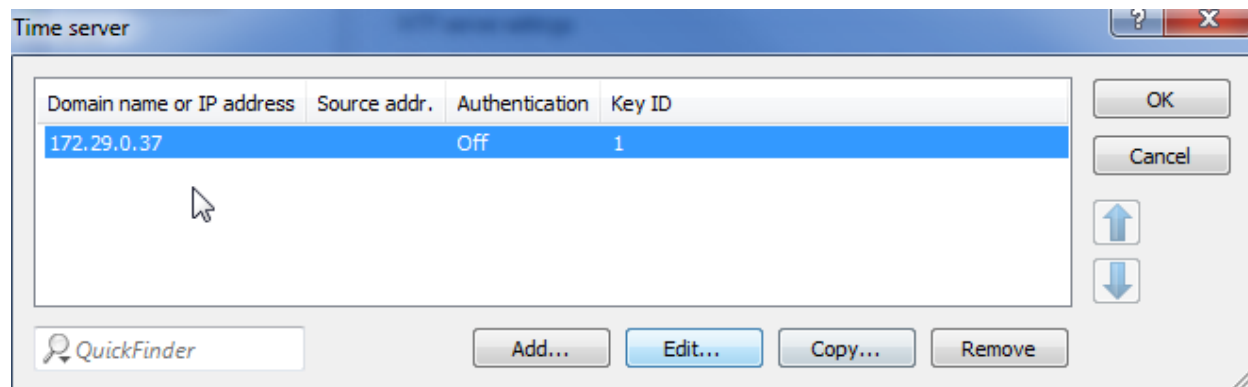 Time server
Domain name or IP address Source addr. Authentication Key ID
172.29.0.37 Off 1
OK
Cancel
QuickFinder
Add... Edit... Copy... Remove